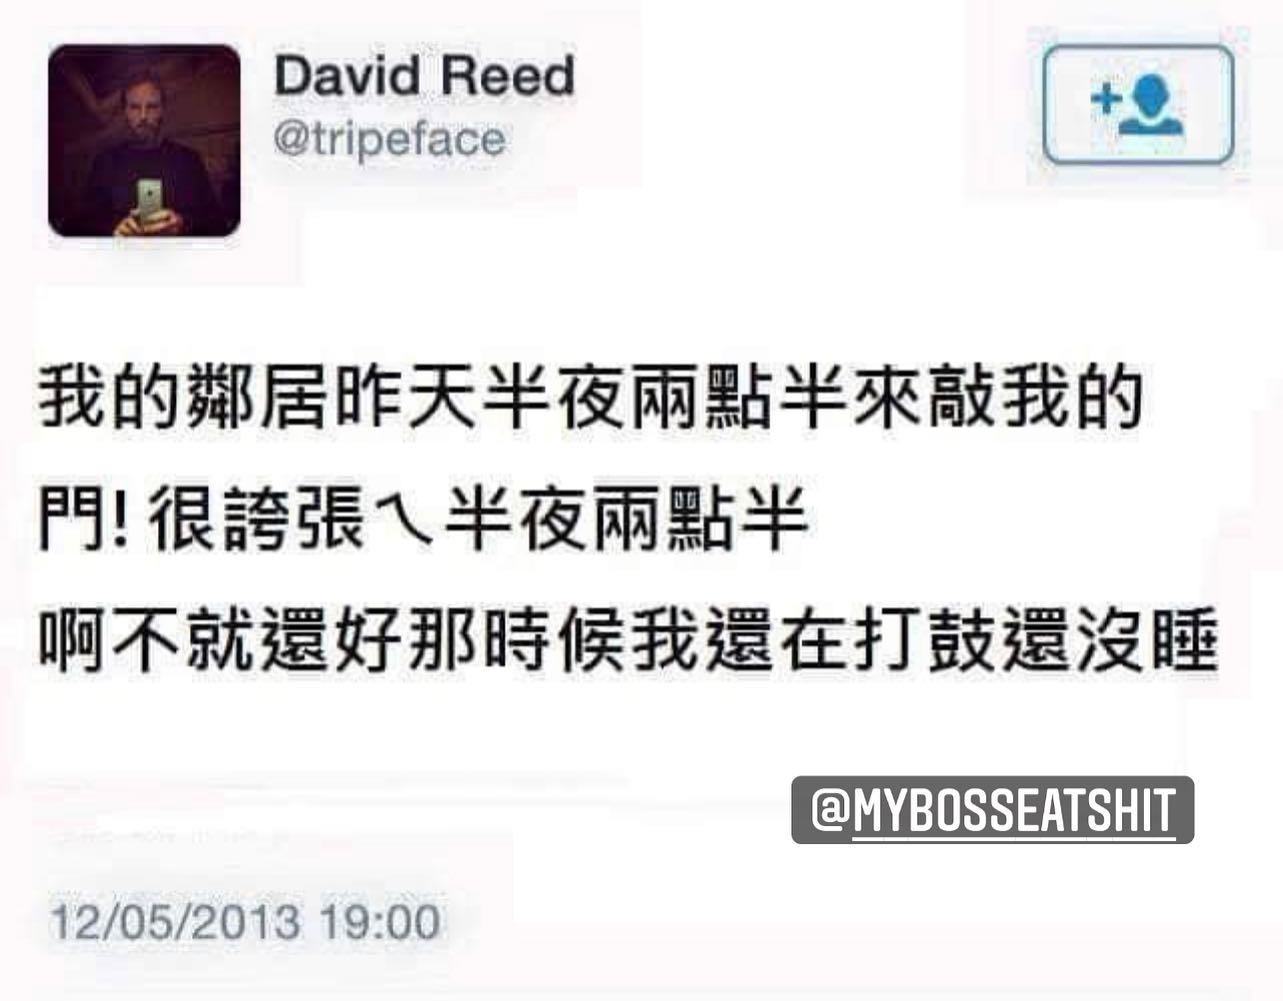 David Reed
@tripeface
我的鄰居昨天半夜兩點半來敲我的
門! 很誇張ㄟ半夜兩點半
啊不就還好那時候我還在打鼓還沒睡
@MYBOSSEATSHIT
12/05/2013 19:00